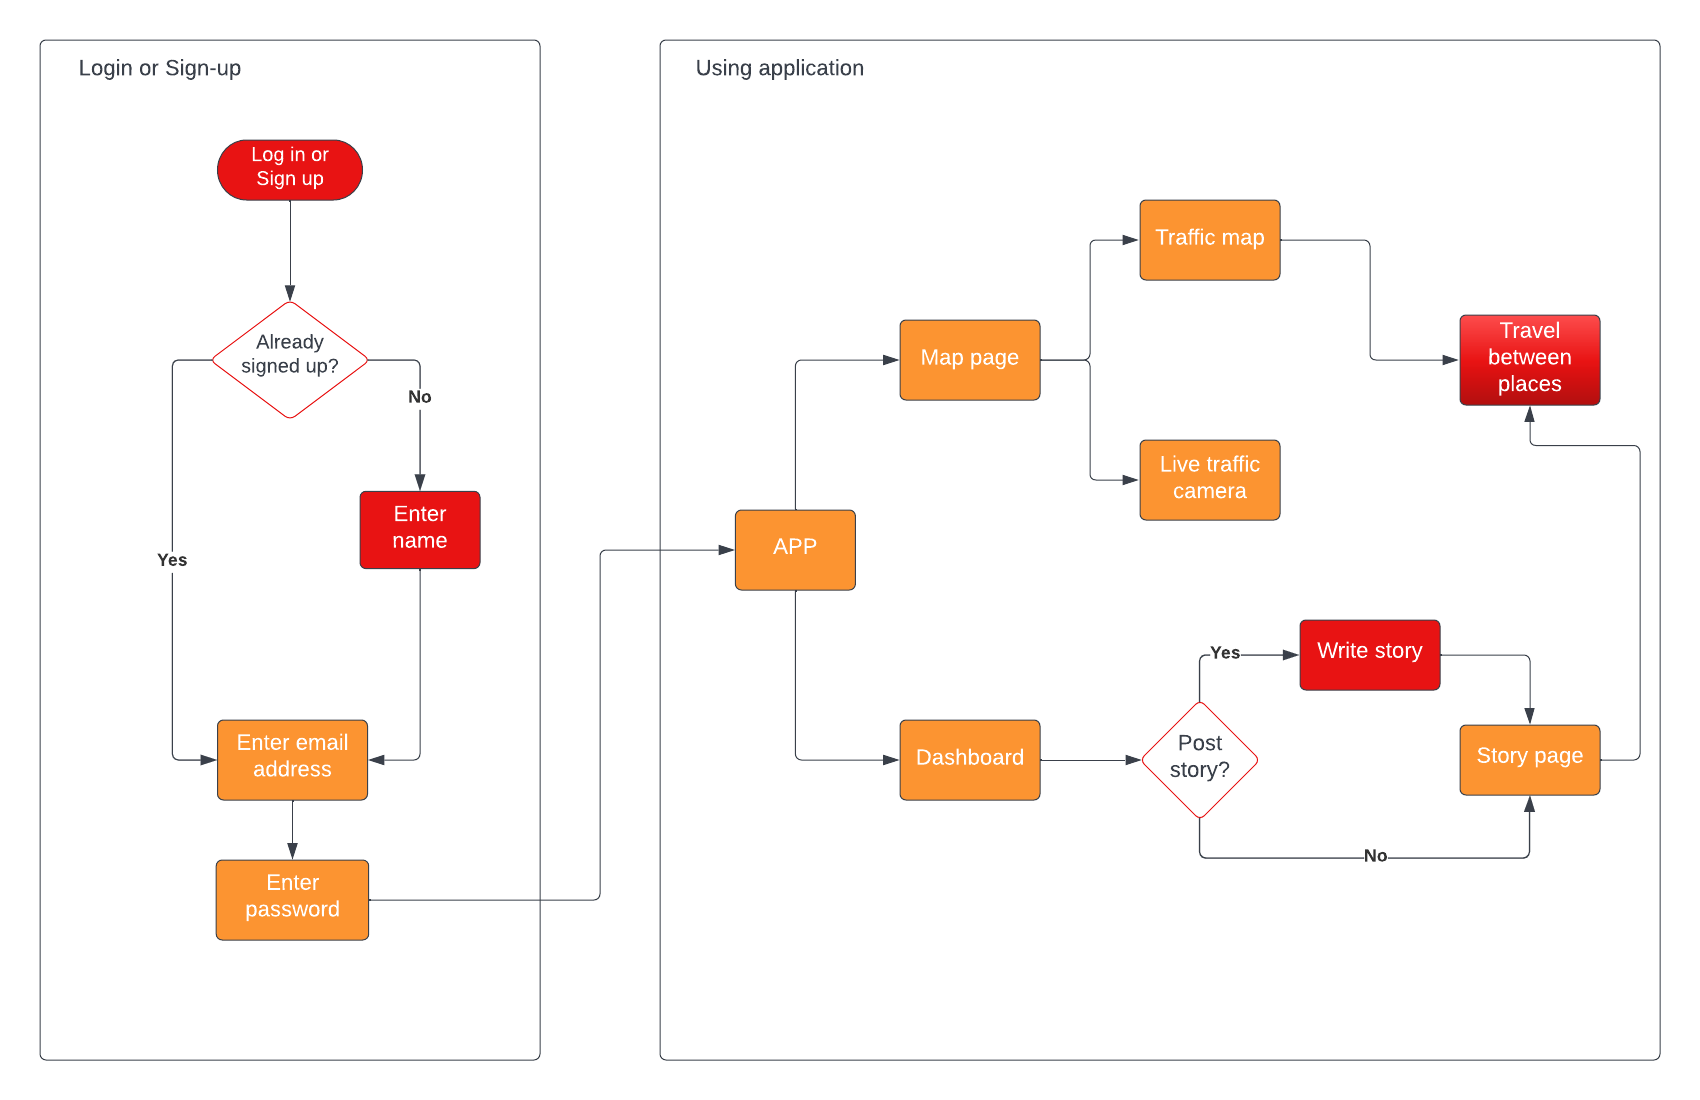 Login or Sign-up
Log in or
Sign up
Already
signed up?
No
Yes
Enter
name
Enter email
address
Enter
password
Using application
Traffic map
Map page
Travel
between
places
Live traffic
camera
APP
Yes
Write story
Dashboard
Post
story?
Story page
No